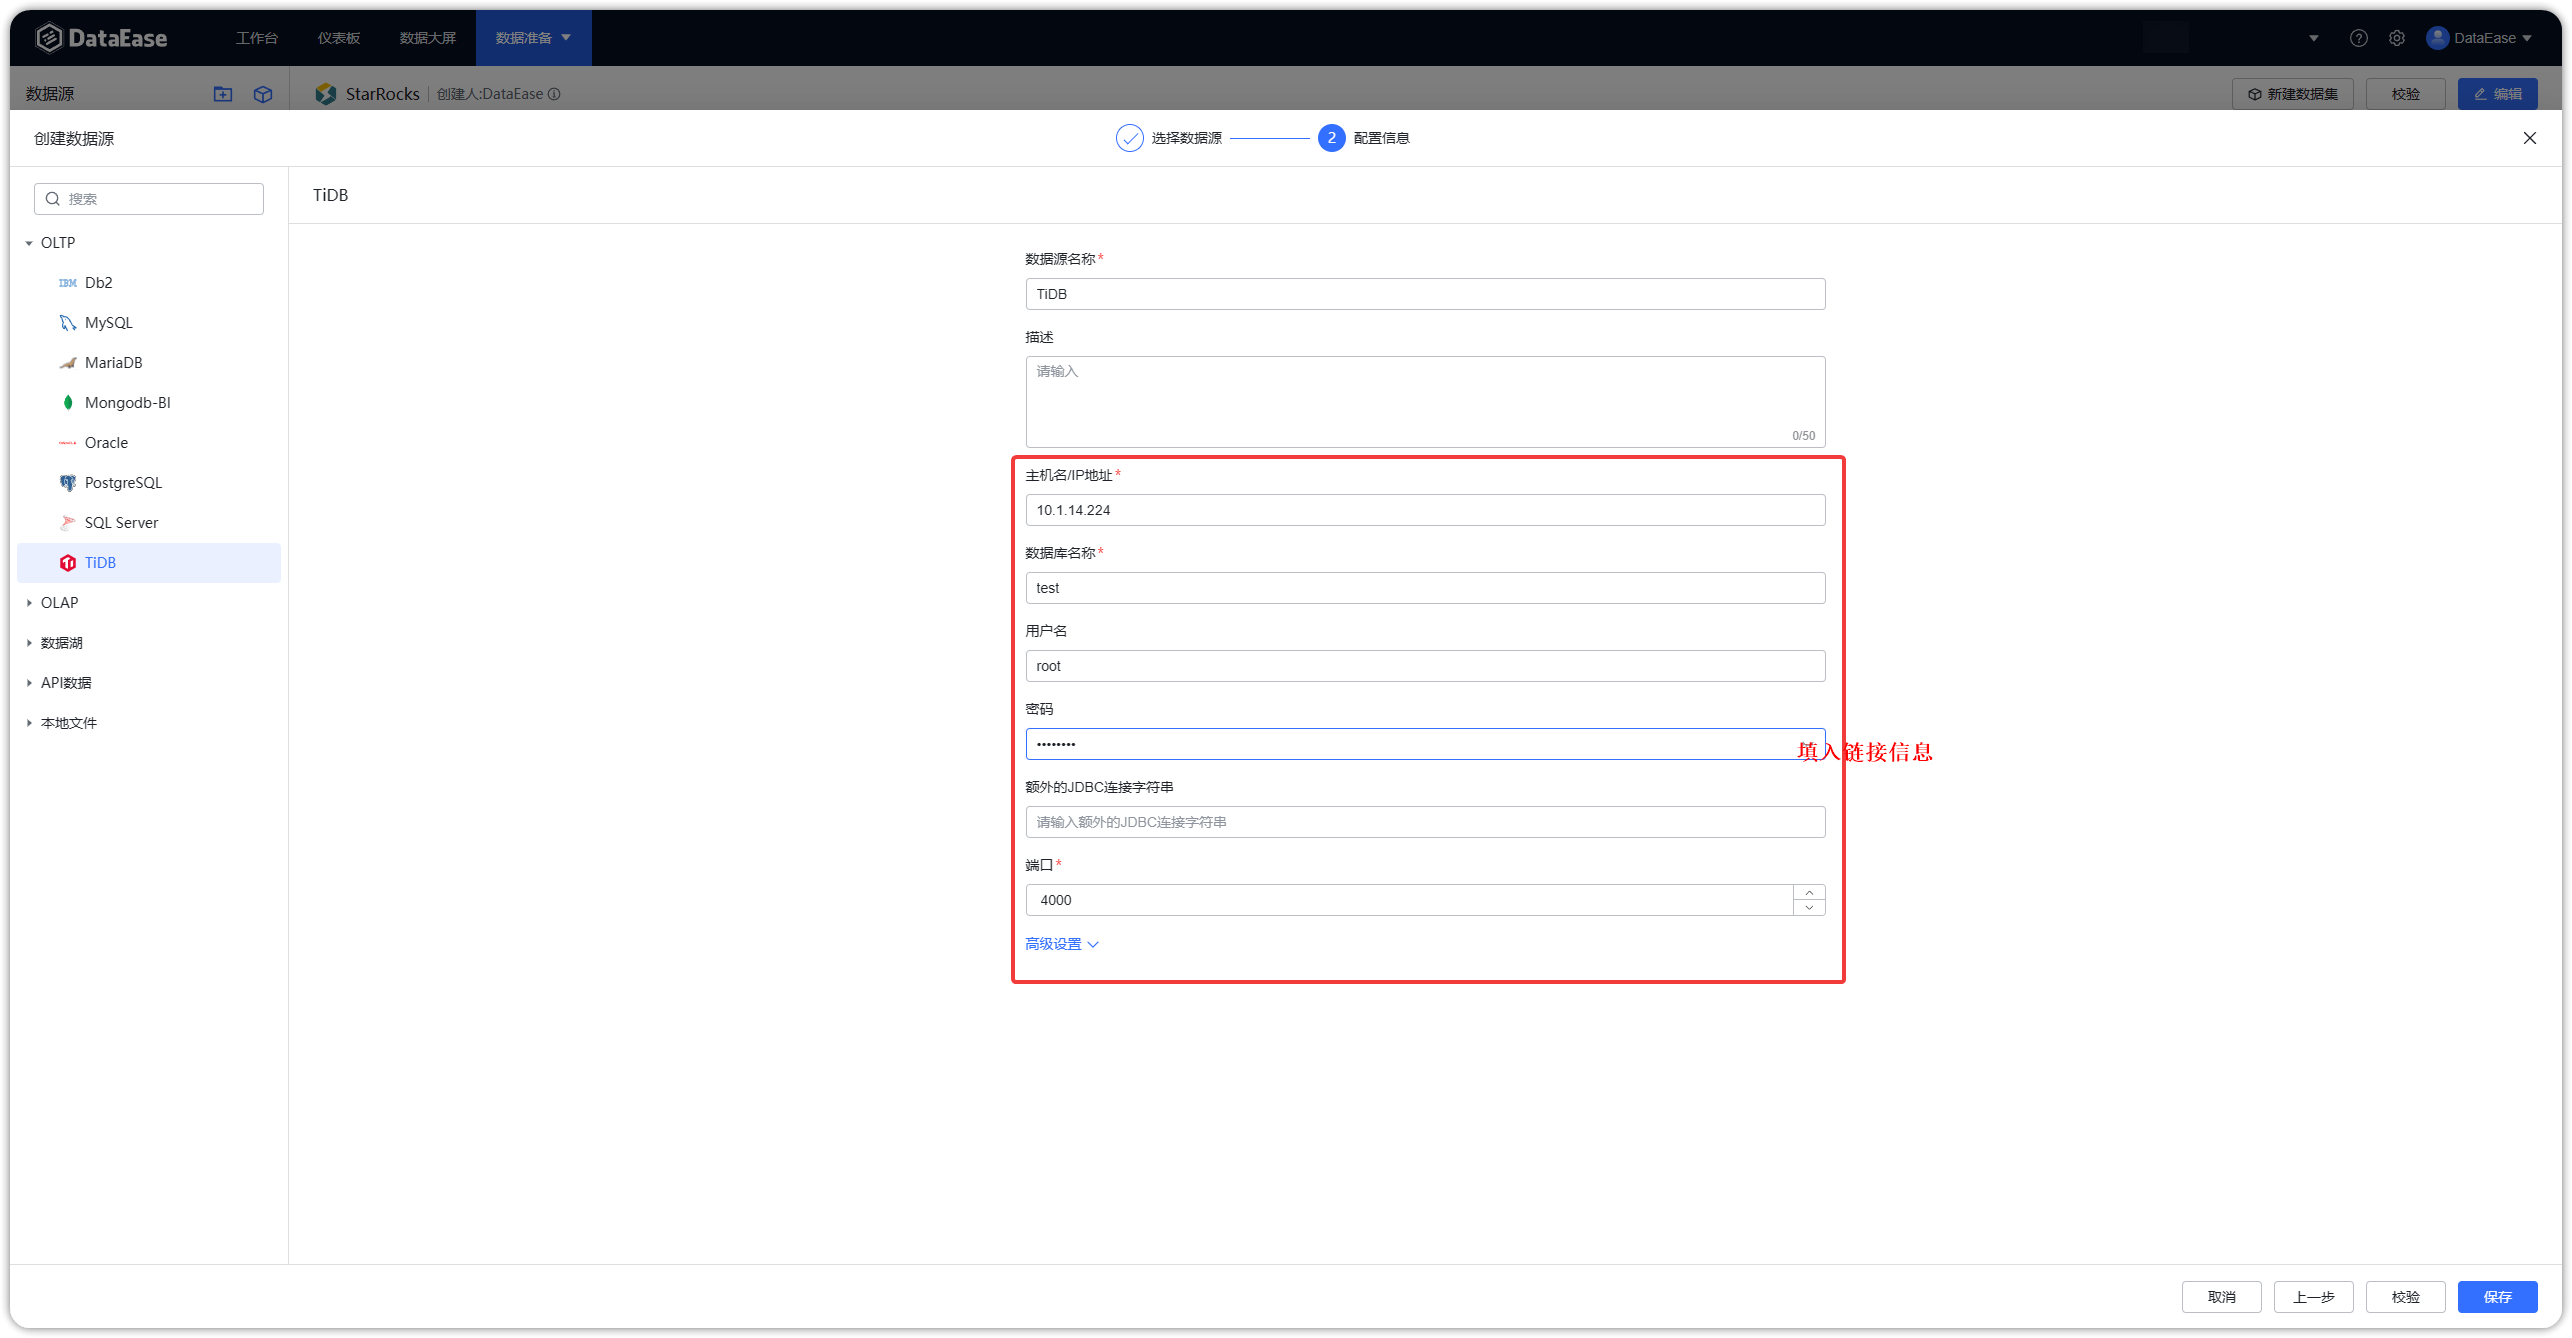 DataEase
工作台
仪表板
数据大屏
数据准备
DataEase
数据源
StarRocks
创建人:DataEase
新建数据集
校验
编辑
创建数据源
选择数据源
2
配置信息
搜索
OLTP
IBM
Db2
MySQL
MariaDB
Mongodb-BI
ORACLE
Oracle
PostgreSQL
SQL Server
TiDB
OLAP
数据湖
API数据
本地文件
TiDB
数据源名称*
TiDB
描述
请输入
0/50
主机名/IP地址*
10.1.14.224
数据库名称*
test
用户名
root
密码
••••••••
填入链接信息
额外的JDBC连接字符串
请输入额外的JDBC连接字符串
端口*
4000
高级设置
取消
上一步
校验
保存